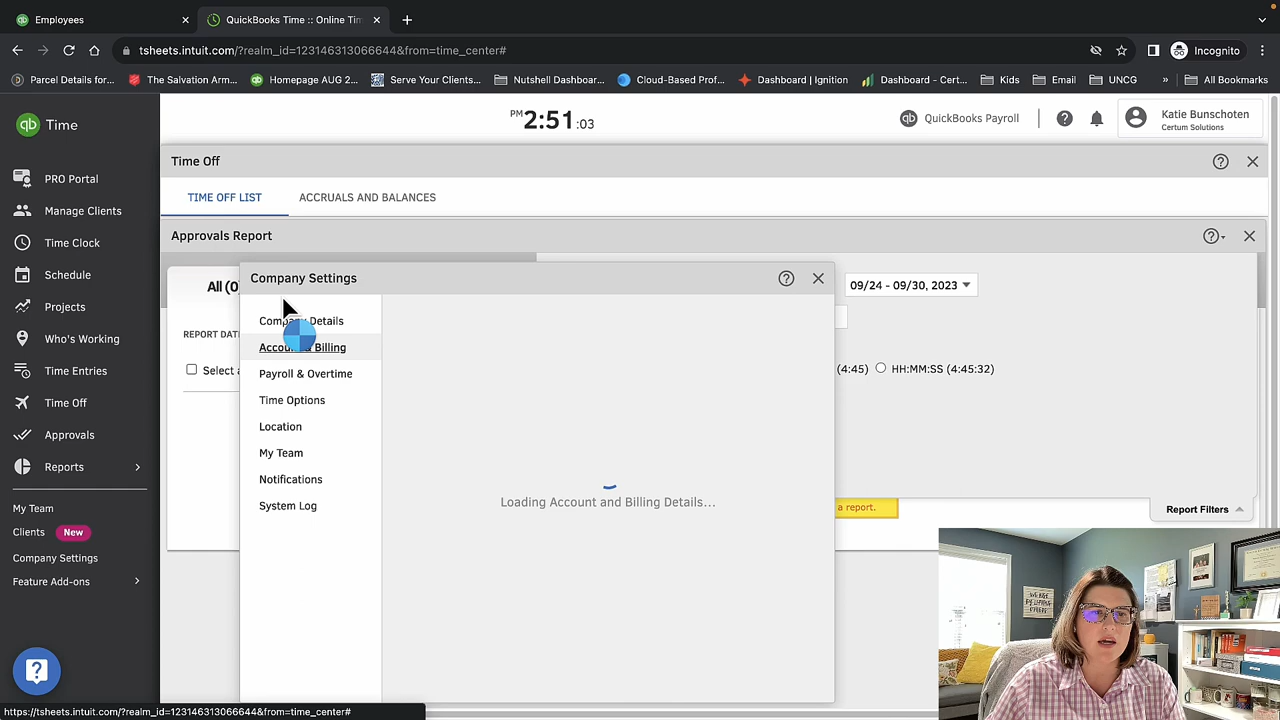 Employees
QuickBooks Time :: Online Tim
tsheets.intuit.com/?realm_id=123146313066644&from=time_center#
Incognito
Parcel Details for...
The Salvation Arm...
Homepage AUG 2...
Serve Your Clients...
Nutshell Dashboar...
Cloud-Based Prof...
Dashboard | Ignition
Dashboard - Cert...
Kids
Email
UNCG
»
All Bookmarks
qb Time
PM 2:51 :03
qb QuickBooks Payroll
Katie Bunschoten
Certum Solutions
PRO Portal
Manage Clients
Time Clock
Schedule
Projects
Who's Working
Time Entries
Time Off
Approvals
Reports
My Team
Clients New
Company Settings
Feature Add-ons
Time Off
TIME OFF LIST
ACCRUALS AND BALANCES
Approvals Report
All (0)
REPORT DAT
Select a
Company Settings
Company Details
Account & Billing
Payroll & Overtime
Time Options
Location
My Team
Notifications
System Log
Loading Account and Billing Details...
09/24 - 09/30, 2023
(4:45)
HH:MM:SS (4:45:32)
a report.
Report Filters
https://tsheets.intuit.com/?realm_id=123146313066644&from=time_center#